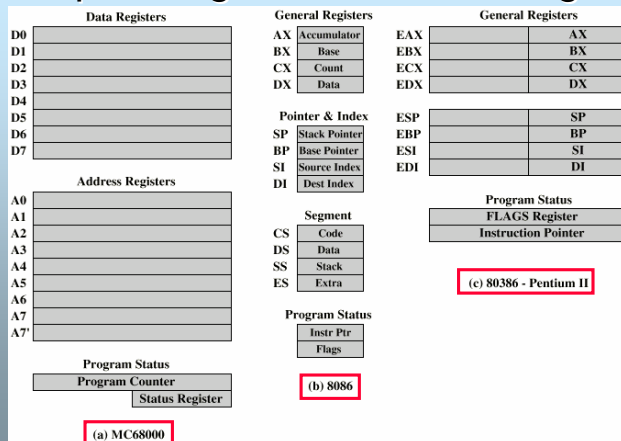 Data Registers
D0
D1
D2
D3
D4
D5
D6
D7
Address Registers
A0
A1
A2
A3
A4
A5
A6
A7
A7'
Program Status
Program Counter
Status Register
(a) MC68000
General Registers
AX Accumulator
BX Base
CX Count
DX Data
Pointer & Index
SP Stack Pointer
BP Base Pointer
SI Source Index
DI Dest Index
Segment
CS Code
DS Data
SS Stack
ES Extra
Program Status
Instr Ptr
Flags
(b) 8086
General Registers
EAX AX
EBX BX
ECX CX
EDX DX
ESP SP
EBP BP
ESI SI
EDI DI
Program Status
FLAGS Register
Instruction Pointer
(c) 80386 - Pentium II